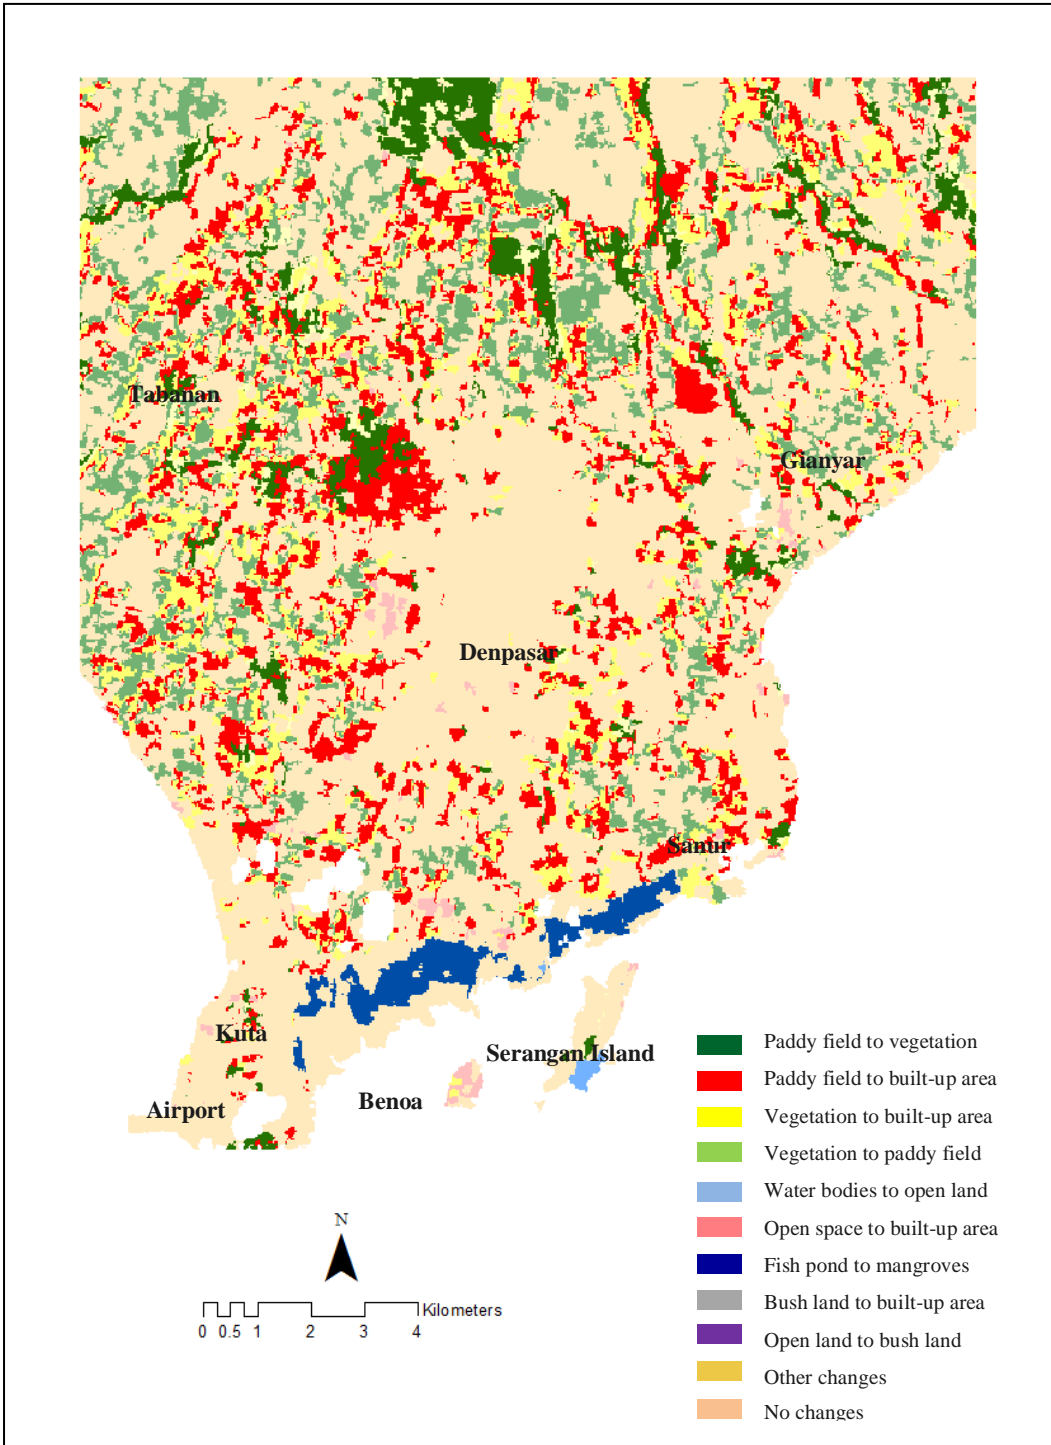 Tabanan
Gianyar
Denpasar
Sanur
Kuta
Serangan Island
Airport
Benoa
Paddy field to vegetation
Paddy field to built-up area
Vegetation to built-up area
Vegetation to paddy field
Water bodies to open land
Open space to built-up area
Fish pond to mangroves
Bush land to built-up area
Open land to bush land
Other changes
No changes
N
Kilometers
0 0.5 1 2 3 4